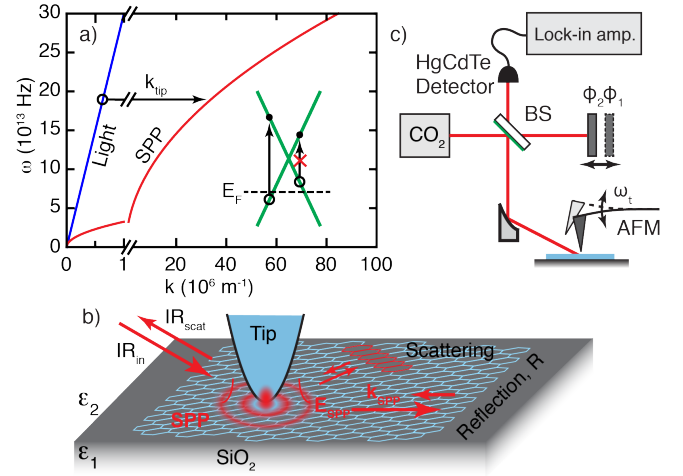 a)
30
25
20
15
10
5
0
ω (10¹³ Hz)
Light
k_tip
SPP
E_F
0
1
20
40
60
80
100
k (10⁶ m⁻¹)
c)
Lock-in amp.
HgCdTe
Detector
BS
Φ₂Φ₁
CO₂
ω_t
AFM
b)
IR_scat
IR_in
Tip
Scattering
SPP
E_SPP
k_SPP
Reflection, R
ε₂
ε₁
SiO₂